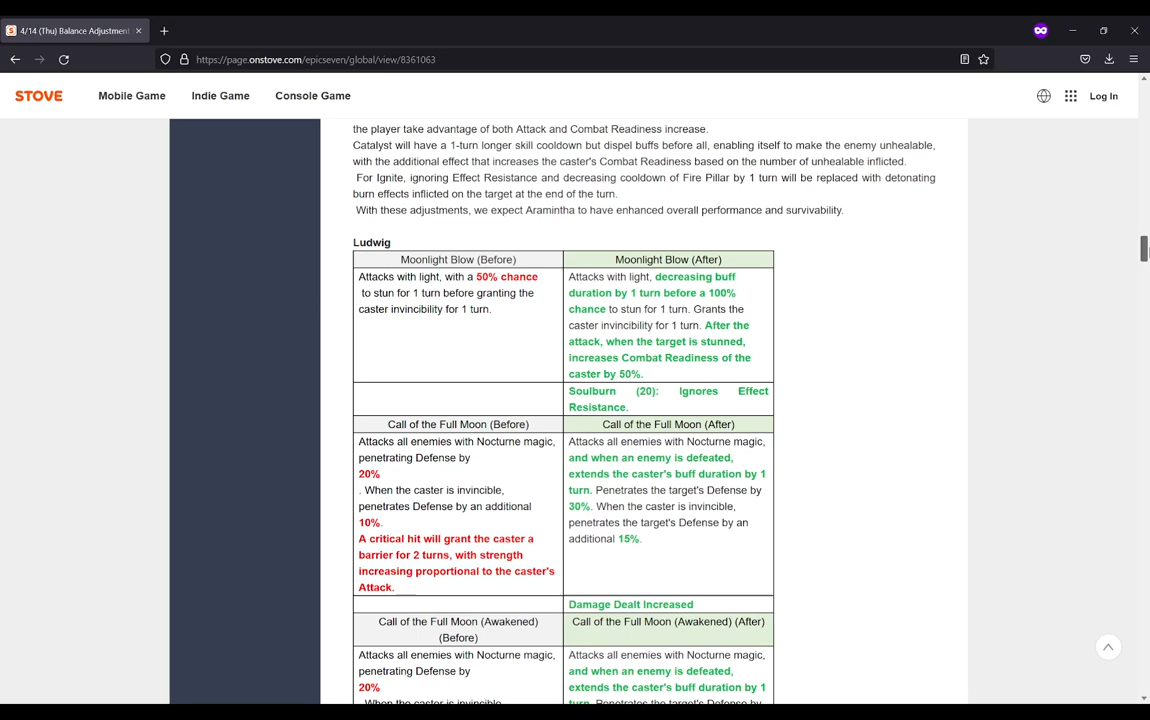 4/14 (Thu) Balance Adjustment
https://page.onstove.com/epicseven/global/view/8361063
STOVE
Mobile Game
Indie Game
Console Game
Log In
the player take advantage of both Attack and Combat Readiness increase.
Catalyst will have a 1-turn longer skill cooldown but dispel buffs before all, enabling itself to make the enemy unhealable,
with the additional effect that increases the caster's Combat Readiness based on the number of unhealable inflicted.
For Ignite, ignoring Effect Resistance and decreasing cooldown of Fire Pillar by 1 turn will be replaced with detonating
burn effects inflicted on the target at the end of the turn.
With these adjustments, we expect Aramintha to have enhanced overall performance and survivability.
Ludwig
Moonlight Blow (Before)
Moonlight Blow (After)
Attacks with light, with a 50% chance
to stun for 1 turn before granting the
caster invincibility for 1 turn.
Attacks with light, decreasing buff
duration by 1 turn before a 100%
chance to stun for 1 turn. Grants the
caster invincibility for 1 turn. After the
attack, when the target is stunned,
increases Combat Readiness of the
caster by 50%.
Soulburn (20): Ignores Effect
Resistance.
Call of the Full Moon (Before)
Call of the Full Moon (After)
Attacks all enemies with Nocturne magic,
penetrating Defense by
20%
. When the caster is invincible,
penetrates Defense by an additional
10%.
A critical hit will grant the caster a
barrier for 2 turns, with strength
increasing proportional to the caster's
Attack.
Attacks all enemies with Nocturne magic,
and when an enemy is defeated,
extends the caster's buff duration by 1
turn. Penetrates the target's Defense by
30%. When the caster is invincible,
penetrates the target's Defense by an
additional 15%.
Damage Dealt Increased
Call of the Full Moon (Awakened)
(Before)
Call of the Full Moon (Awakened) (After)
Attacks all enemies with Nocturne magic,
penetrating Defense by
20%
. When the caster is invincible,
Attacks all enemies with Nocturne magic,
and when an enemy is defeated,
extends the caster's buff duration by 1
turn. Penetrates the target's Defense by